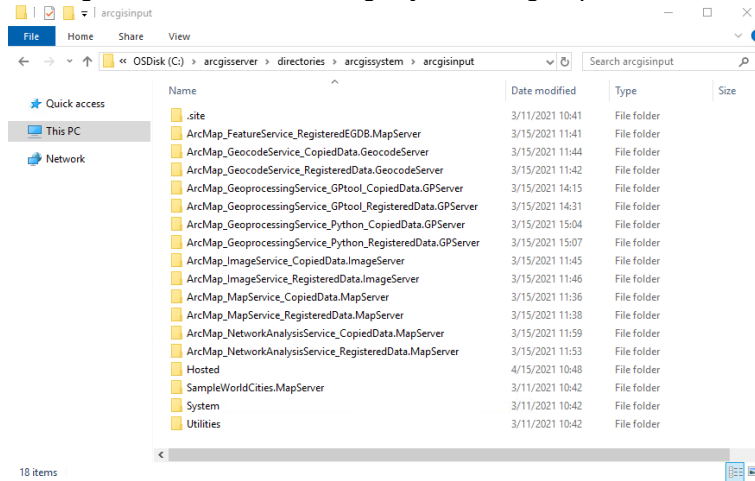 arcgisinput
File Home Share View
OSDisk (C:) › arcgisserver › directories › arcgissystem › arcgisinput
Search arcgisinput
Quick access
This PC
Network
Name Date modified Type Size
.site 3/11/2021 10:41 File folder
ArcMap_FeatureService_RegisteredEGDB.MapServer 3/15/2021 11:41 File folder
ArcMap_GeocodeService_CopiedData.GeocodeServer 3/15/2021 11:44 File folder
ArcMap_GeocodeService_RegisteredData.GeocodeServer 3/15/2021 11:42 File folder
ArcMap_GeoprocessingService_GPtool_CopiedData.GPServer 3/15/2021 14:15 File folder
ArcMap_GeoprocessingService_GPtool_RegisteredData.GPServer 3/15/2021 14:31 File folder
ArcMap_GeoprocessingService_Python_CopiedData.GPServer 3/15/2021 15:04 File folder
ArcMap_GeoprocessingService_Python_RegisteredData.GPServer 3/15/2021 15:07 File folder
ArcMap_ImageService_CopiedData.ImageServer 3/15/2021 11:45 File folder
ArcMap_ImageService_RegisteredData.ImageServer 3/15/2021 11:46 File folder
ArcMap_MapService_CopiedData.MapServer 3/15/2021 11:36 File folder
ArcMap_MapService_RegisteredData.MapServer 3/15/2021 11:38 File folder
ArcMap_NetworkAnalysisService_CopiedData.MapServer 3/15/2021 11:59 File folder
ArcMap_NetworkAnalysisService_RegisteredData.MapServer 3/15/2021 11:53 File folder
Hosted 4/15/2021 10:48 File folder
SampleWorldCities.MapServer 3/11/2021 10:42 File folder
System 3/11/2021 10:42 File folder
Utilities 3/11/2021 10:42 File folder
18 items